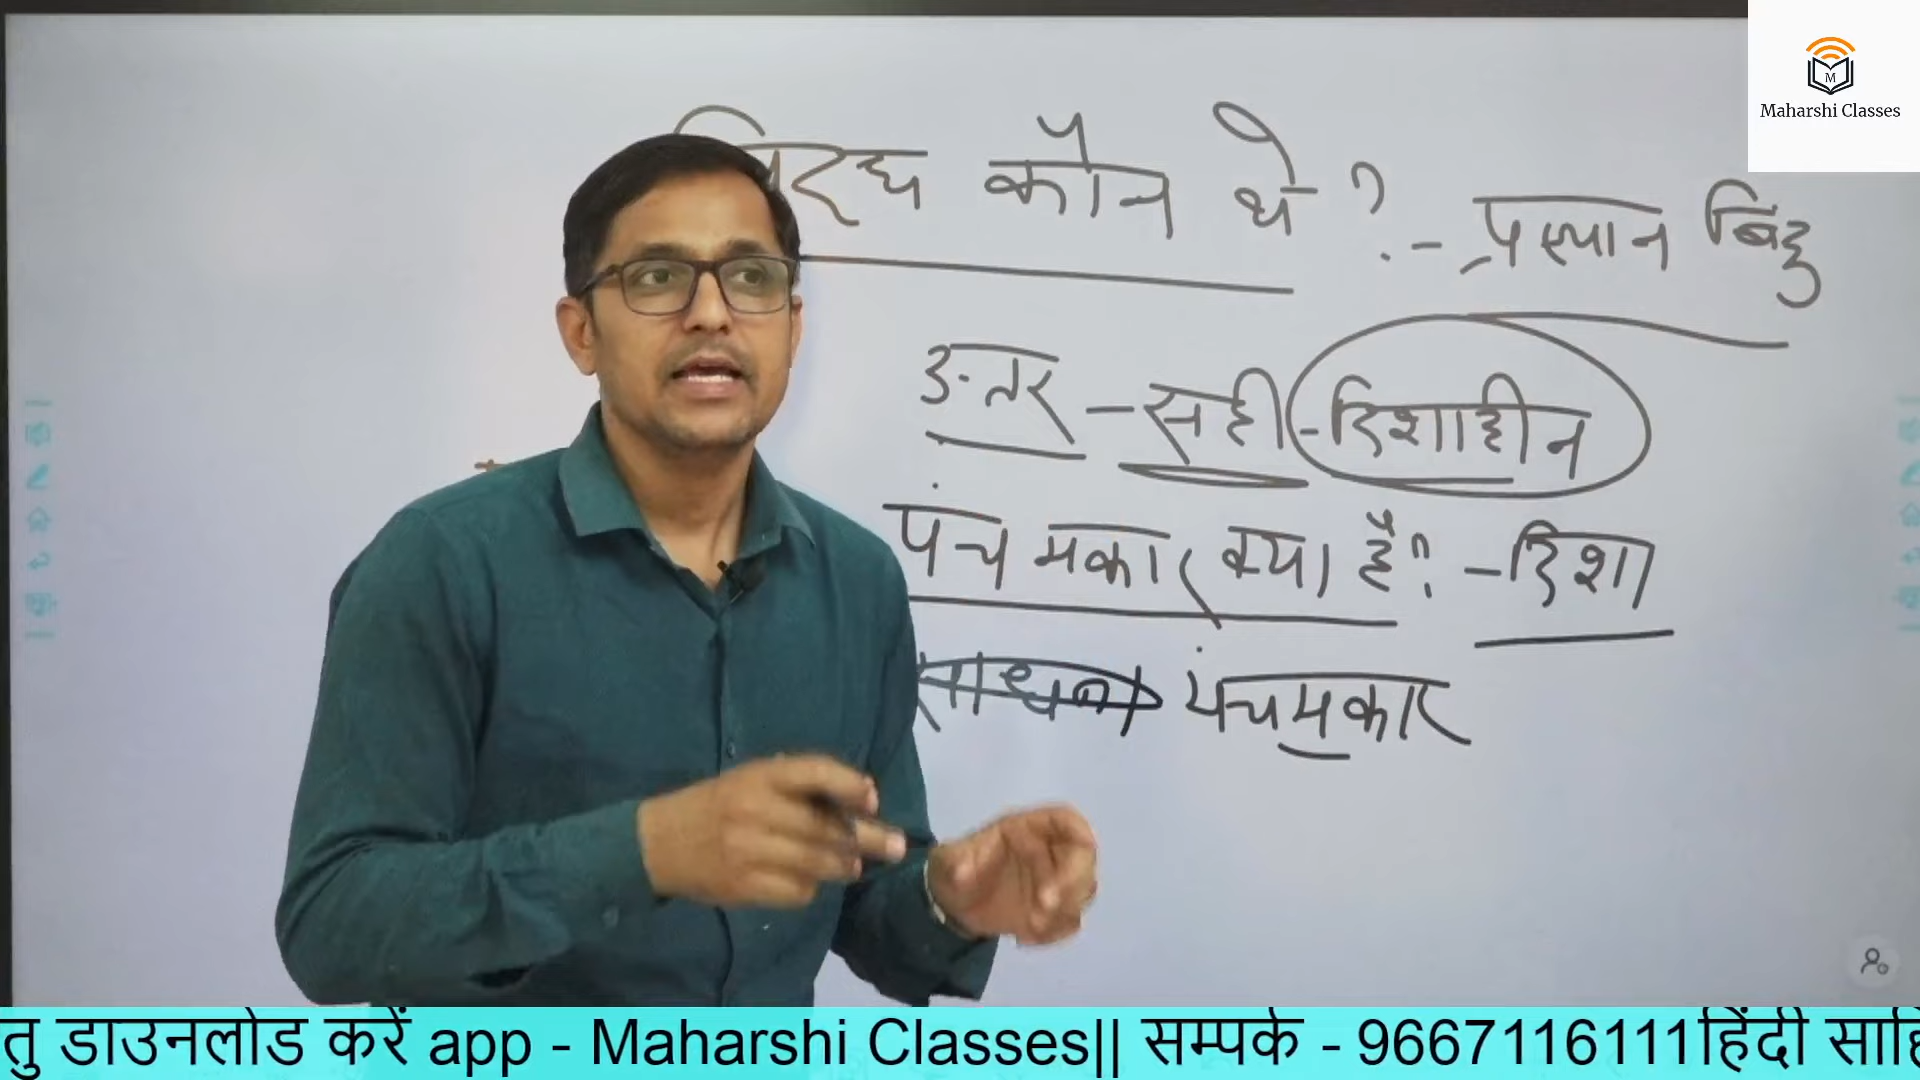 Maharshi Classes
कौन थे ? - प्रस्थान बिंदु
उत्तर - सही - दिशाहीन
पंच मकार क्या है ? - दिशा
पंचमकार
तु डाउनलोड करें app - Maharshi Classes|| सम्पर्क - 9667116111हिंदी साहि